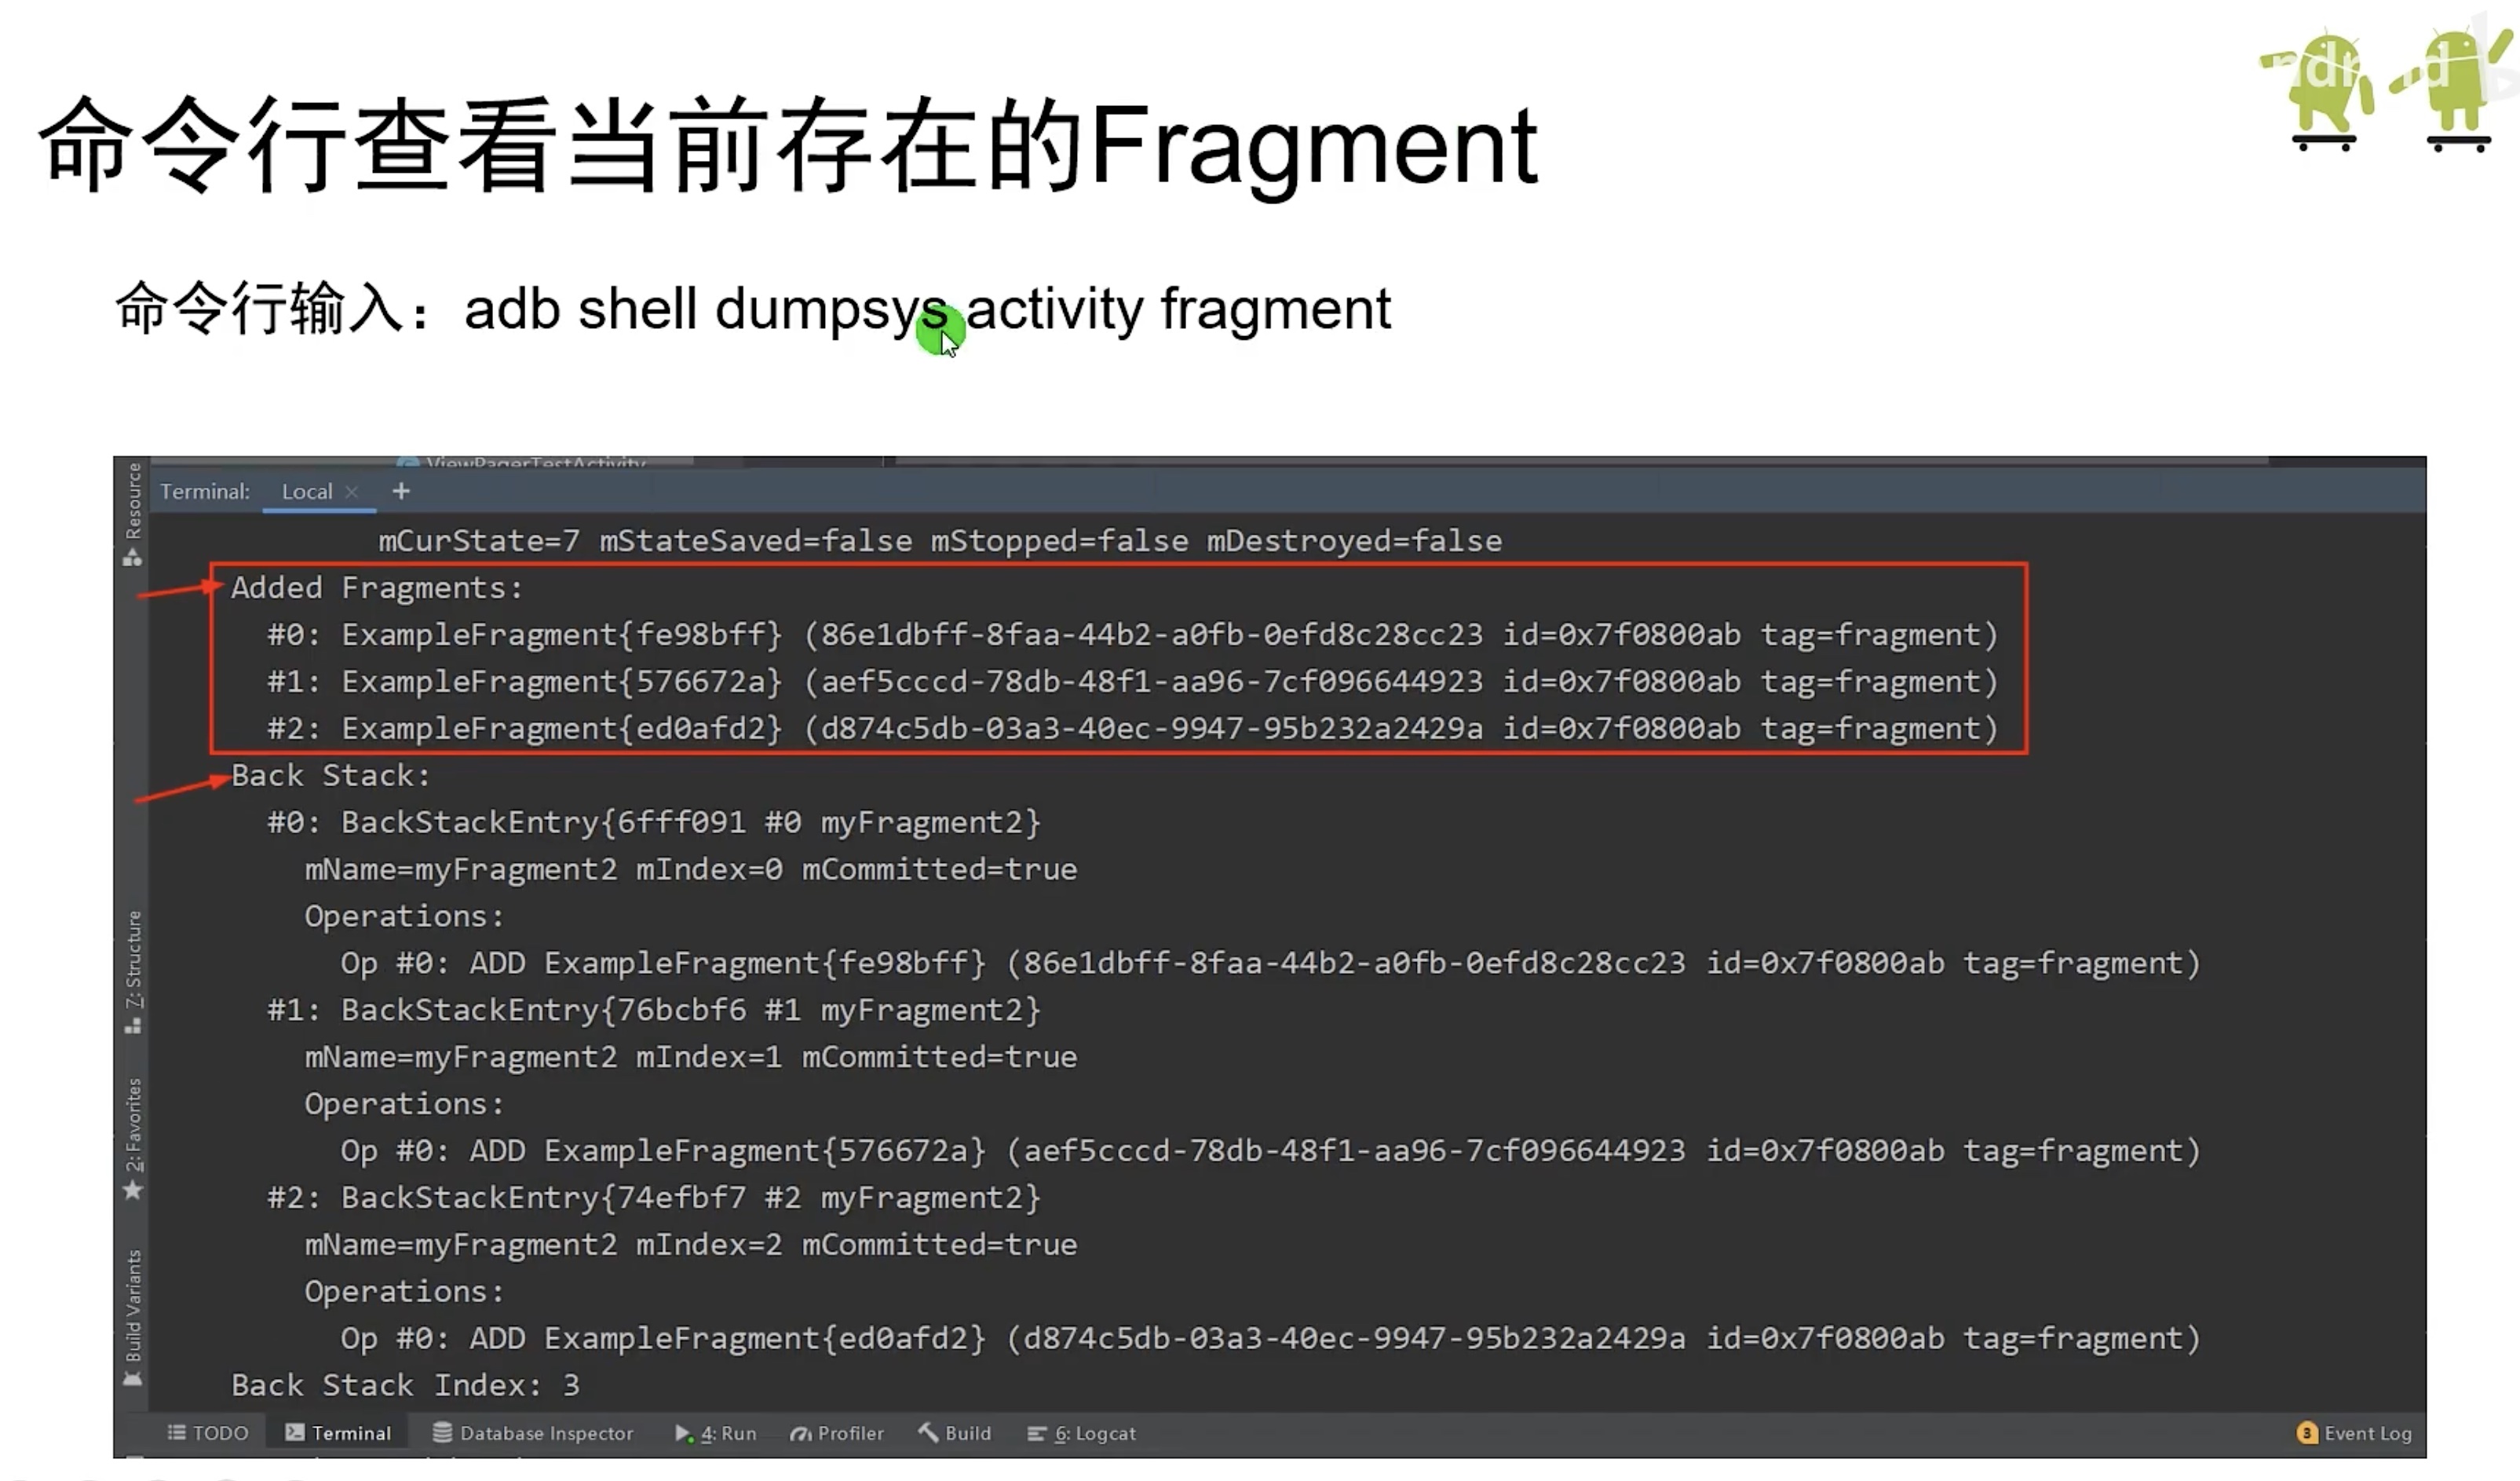 命令行查看当前存在的Fragment
命令行输入：adb shell dumpsys activity fragment
ViewPagerTestActivity
Resource
Terminal: Local × +
mCurState=7 mStateSaved=false mStopped=false mDestroyed=false
Added Fragments:
#0: ExampleFragment{fe98bff} (86e1dbff-8faa-44b2-a0fb-0efd8c28cc23 id=0x7f0800ab tag=fragment)
#1: ExampleFragment{576672a} (aef5cccd-78db-48f1-aa96-7cf096644923 id=0x7f0800ab tag=fragment)
#2: ExampleFragment{ed0afd2} (d874c5db-03a3-40ec-9947-95b232a2429a id=0x7f0800ab tag=fragment)
Back Stack:
#0: BackStackEntry{6fff091 #0 myFragment2}
mName=myFragment2 mIndex=0 mCommitted=true
Operations:
Op #0: ADD ExampleFragment{fe98bff} (86e1dbff-8faa-44b2-a0fb-0efd8c28cc23 id=0x7f0800ab tag=fragment)
#1: BackStackEntry{76bcbf6 #1 myFragment2}
mName=myFragment2 mIndex=1 mCommitted=true
Operations:
Op #0: ADD ExampleFragment{576672a} (aef5cccd-78db-48f1-aa96-7cf096644923 id=0x7f0800ab tag=fragment)
#2: BackStackEntry{74efbf7 #2 myFragment2}
mName=myFragment2 mIndex=2 mCommitted=true
Operations:
Op #0: ADD ExampleFragment{ed0afd2} (d874c5db-03a3-40ec-9947-95b232a2429a id=0x7f0800ab tag=fragment)
Back Stack Index: 3
7: Structure
2: Favorites
Build Variants
TODO Terminal Database Inspector 4: Run Profiler Build 6: Logcat 3 Event Log